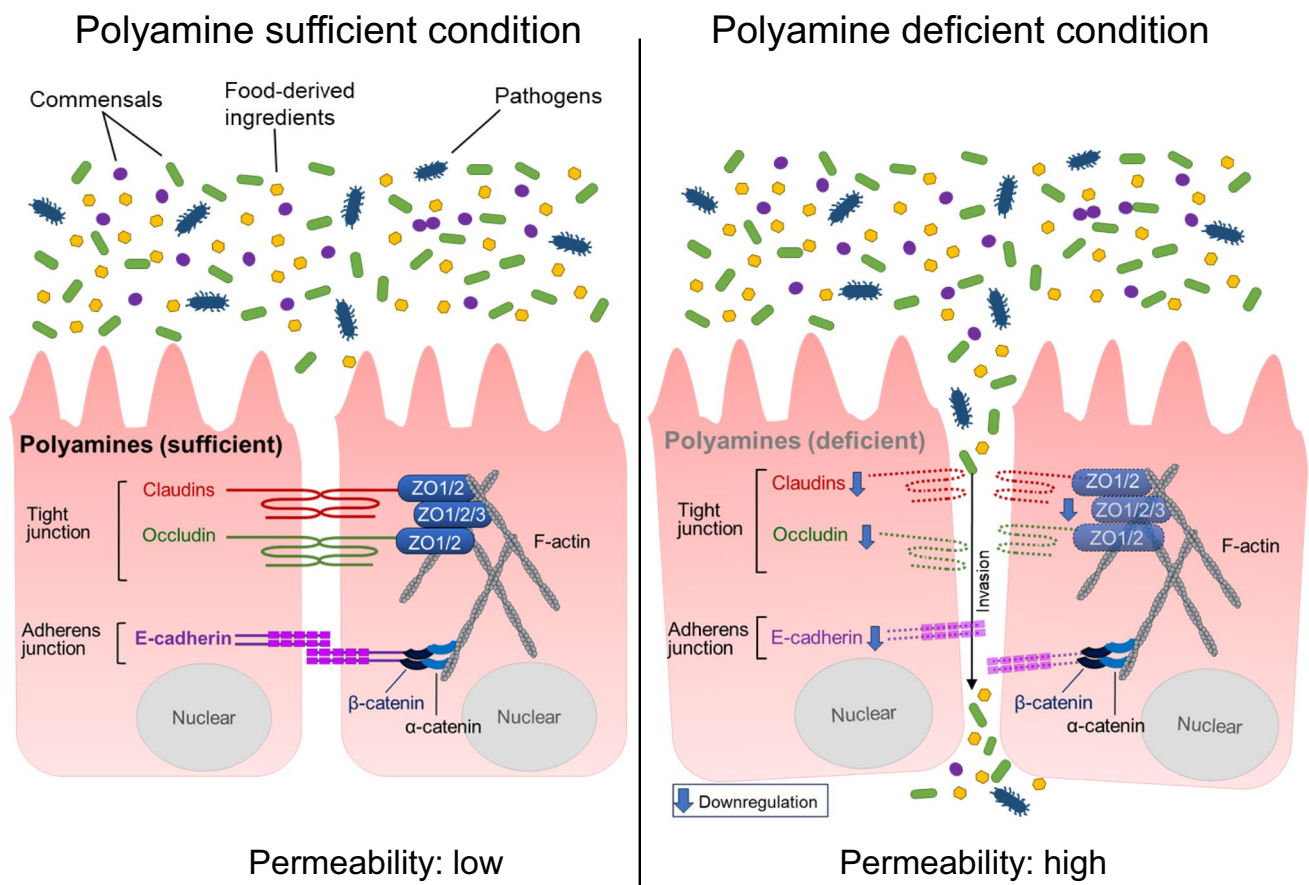 Polyamine sufficient condition
Commensals
Food-derived
ingredients
Pathogens
Polyamines (sufficient)
Tight
junction
Claudins
Occludin
ZO1/2
ZO1/2/3
ZO1/2
F-actin
Adherens
junction
E-cadherin
β-catenin
α-catenin
Nuclear
Nuclear
Permeability: low
Polyamine deficient condition
Polyamines (deficient)
Tight
junction
Claudins
Occludin
ZO1/2
ZO1/2/3
ZO1/2
F-actin
Invasion
Adherens
junction
E-cadherin
β-catenin
α-catenin
Nuclear
Nuclear
Downregulation
Permeability: high